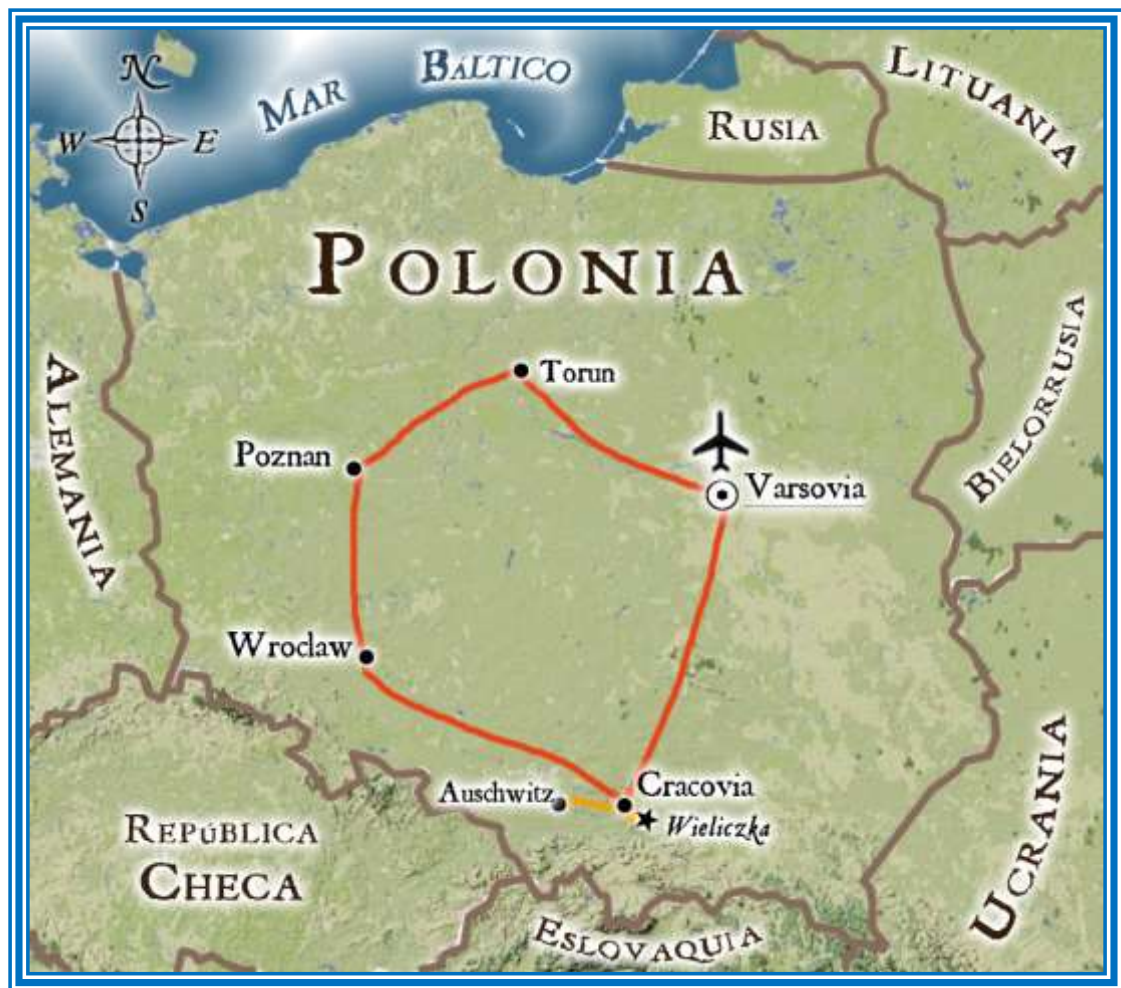 N
W E
S
MAR BÁLTICO
RUSIA
LITUANIA
POLONIA
ALEMANIA
BIELORRUSIA
Torun
Poznan
Varsovia
Wroclaw
Auschwitz
Cracovia
Wieliczka
REPÚBLICA
CHECA
ESLOVAQUIA
UCRANIA